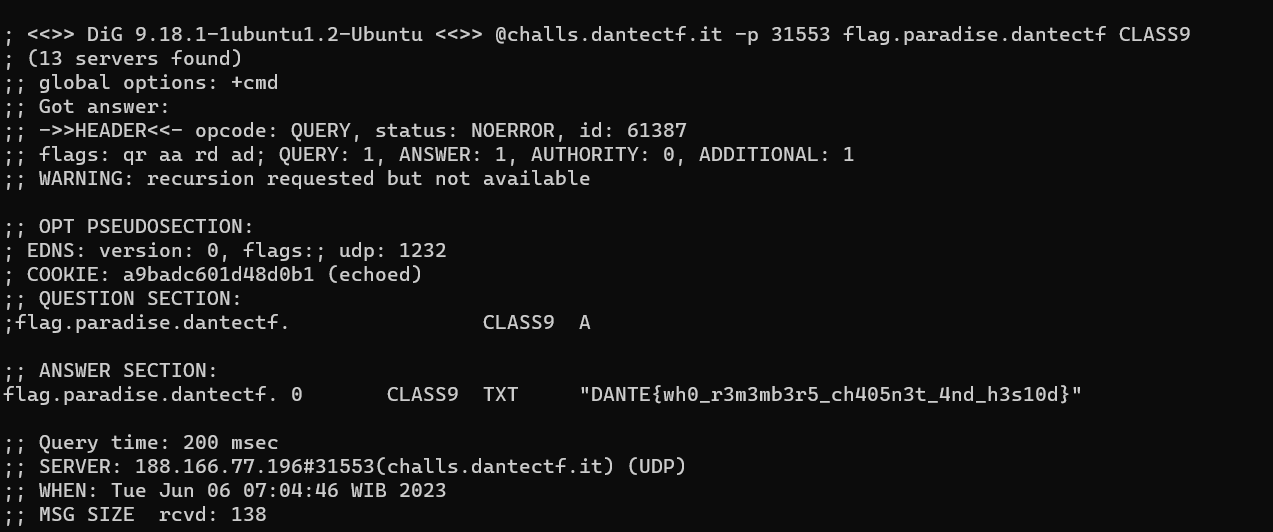 ; <<>> DiG 9.18.1-1ubuntu1.2-Ubuntu <<>> @challs.dantectf.it -p 31553 flag.paradise.dantectf CLASS9
; (13 servers found)
;; global options: +cmd
;; Got answer:
;; ->>HEADER<<- opcode: QUERY, status: NOERROR, id: 61387
;; flags: qr aa rd ad; QUERY: 1, ANSWER: 1, AUTHORITY: 0, ADDITIONAL: 1
;; WARNING: recursion requested but not available
;; OPT PSEUDOSECTION:
; EDNS: version: 0, flags:; udp: 1232
; COOKIE: a9badc601d48d0b1 (echoed)
;; QUESTION SECTION:
;flag.paradise.dantectf. CLASS9 A
;; ANSWER SECTION:
flag.paradise.dantectf. 0 CLASS9 TXT "DANTE{wh0_r3m3mb3r5_ch405n3t_4nd_h3s10d}"
;; Query time: 200 msec
;; SERVER: 188.166.77.196#31553(challs.dantectf.it) (UDP)
;; WHEN: Tue Jun 06 07:04:46 WIB 2023
;; MSG SIZE rcvd: 138